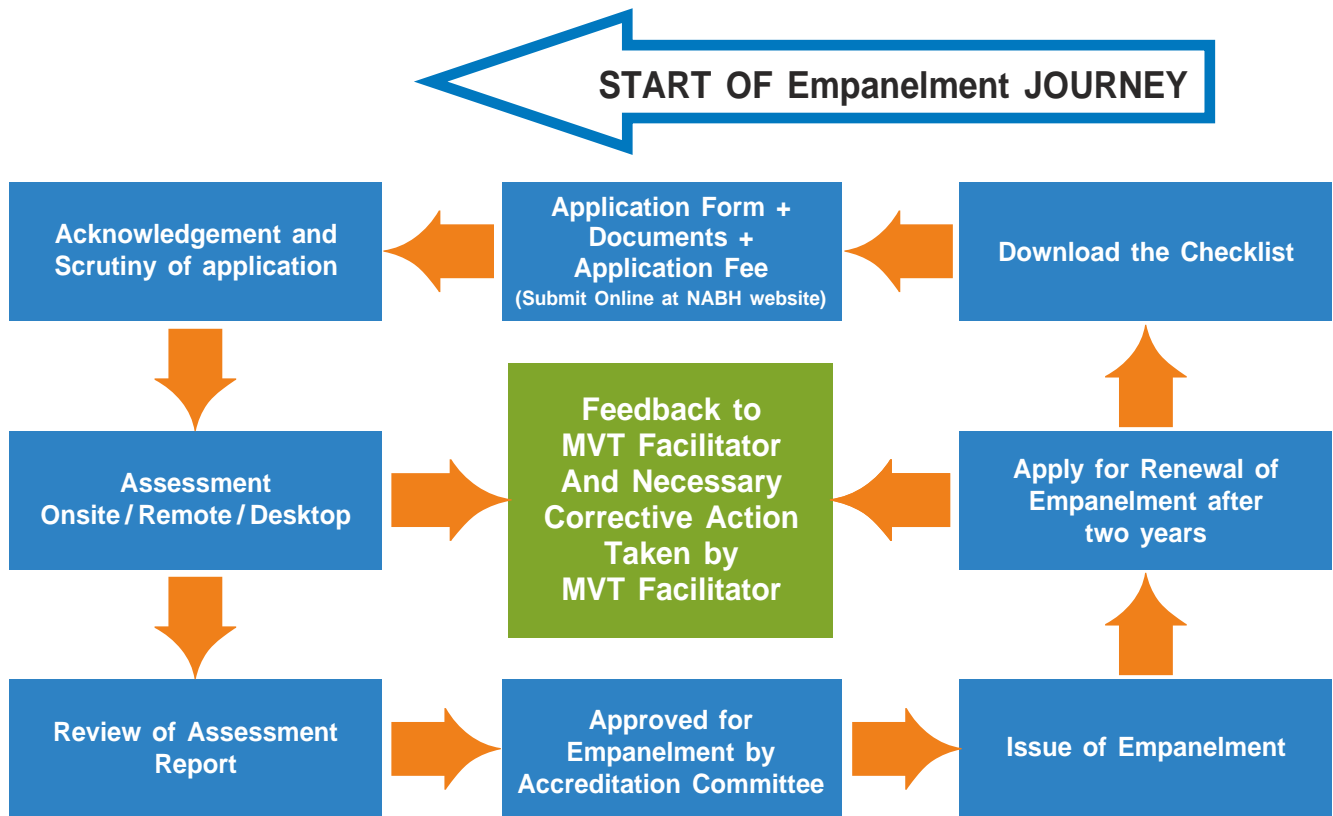 START OF Empanelment JOURNEY
Acknowledgement and
Scrutiny of application
Application Form +
Documents +
Application Fee
(Submit Online at NABH website)
Download the Checklist
Assessment
Onsite / Remote / Desktop
Feedback to
MVT Facilitator
And Necessary
Corrective Action
Taken by
MVT Facilitator
Apply for Renewal of
Empanelment after
two years
Review of Assessment
Report
Approved for
Empanelment by
Accreditation Committee
Issue of Empanelment